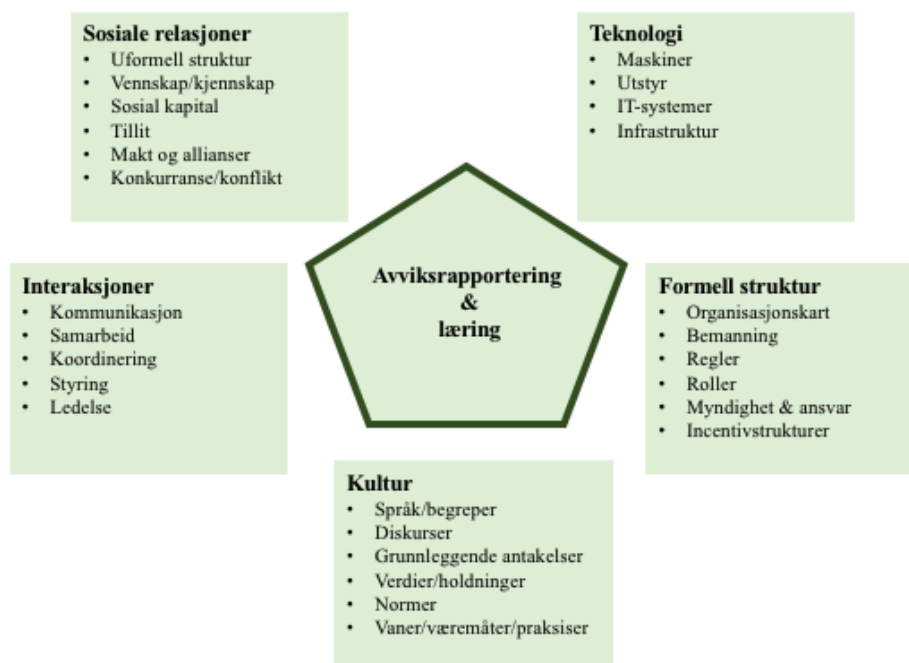 Sosiale relasjoner
• Uformell struktur
• Vennskap/kjennskap
• Sosial kapital
• Tillit
• Makt og allianser
• Konkurranse/konflikt
Teknologi
• Maskiner
• Utstyr
• IT-systemer
• Infrastruktur
Avviksrapportering
&
læring
Interaksjoner
• Kommunikasjon
• Samarbeid
• Koordinering
• Styring
• Ledelse
Formell struktur
• Organisasjonskart
• Bemanning
• Regler
• Roller
• Myndighet & ansvar
• Incentivstrukturer
Kultur
• Språk/begreper
• Diskurser
• Grunnleggende antakelser
• Verdier/holdninger
• Normer
• Vaner/væremåter/praksiser